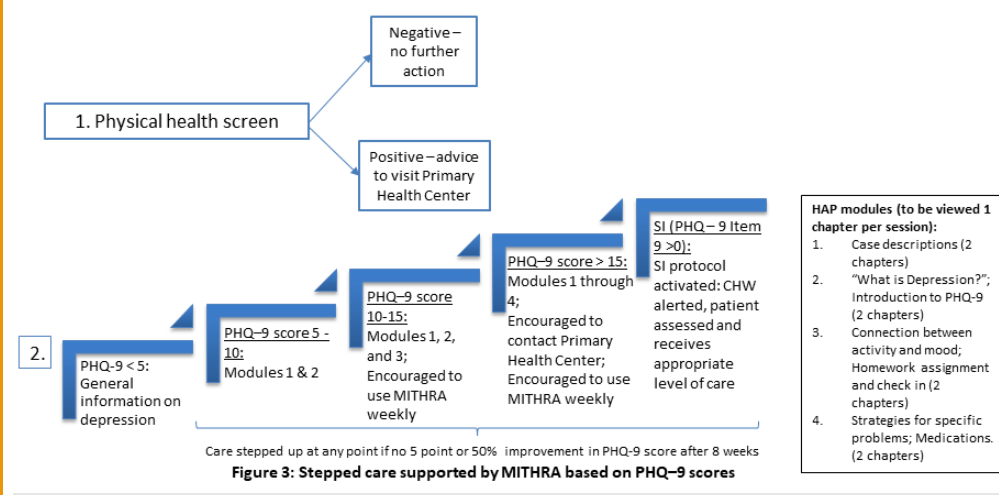 Negative –
no further
action
1. Physical health screen
Positive – advice
to visit Primary
Health Center
2.
PHQ-9 < 5:
General
information on
depression
PHQ–9 score 5 -
10:
Modules 1 & 2
PHQ–9 score
10-15:
Modules 1, 2,
and 3;
Encouraged to
use MITHRA
weekly
PHQ–9 score > 15:
Modules 1 through
4;
Encouraged to
contact Primary
Health Center;
Encouraged to use
MITHRA weekly
SI (PHQ – 9 Item
9 >0):
SI protocol
activated: CHW
alerted, patient
assessed and
receives
appropriate
level of care
Care stepped up at any point if no 5 point or 50% improvement in PHQ-9 score after 8 weeks
Figure 3: Stepped care supported by MITHRA based on PHQ–9 scores
HAP modules (to be viewed 1
chapter per session):
1. Case descriptions (2
chapters)
2. “What is Depression?”;
Introduction to PHQ-9
(2 chapters)
3. Connection between
activity and mood;
Homework assignment
and check in (2
chapters)
4. Strategies for specific
problems; Medications.
(2 chapters)